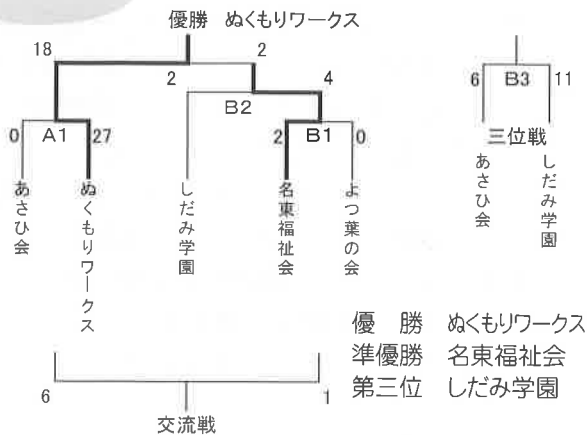 優勝 ぬくもりワークス
18 2
2 4
6 B3 11
B2
0 A1 27
2 B1 0
三位戦
あさひ会
ぬくもりワークス
しだみ学園
名東福祉会
よつ葉の会
あさひ会
しだみ学園
優 勝 ぬくもりワークス
準優勝 名東福祉会
第三位 しだみ学園
6 1
交流戦